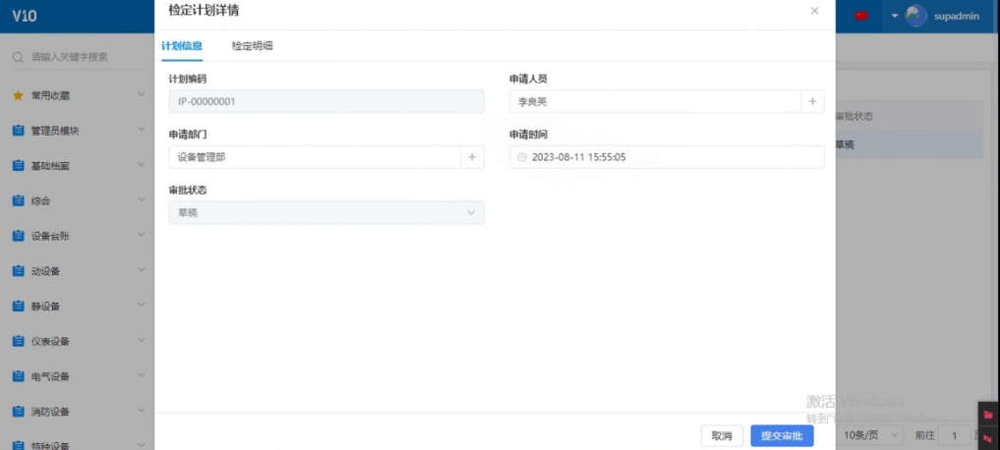 V10
检定计划详情
supadmin
请输入关键字搜索
计划信息
检定明细
常用收藏
管理员模块
基础档案
综合
设备台账
动设备
静设备
仪表设备
电气设备
消防设备
特种设备
计划编码
IP-00000001
申请人员
李良英
申请部门
设备管理部
申请时间
2023-08-11 15:55:05
审批状态
草稿
审批状态
草稿
激活 Windows
取消
提交审批
10条/页
前往
1